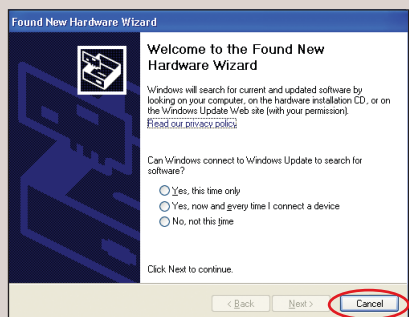 Found New Hardware Wizard
Welcome to the Found New
Hardware Wizard
Windows will search for current and updated software by
looking on your computer, on the hardware installation CD, or on
the Windows Update Web site (with your permission).
Read our privacy policy
Can Windows connect to Windows Update to search for
software?
Yes, this time only
Yes, now and every time I connect a device
No, not this time
Click Next to continue.
< Back Next > Cancel